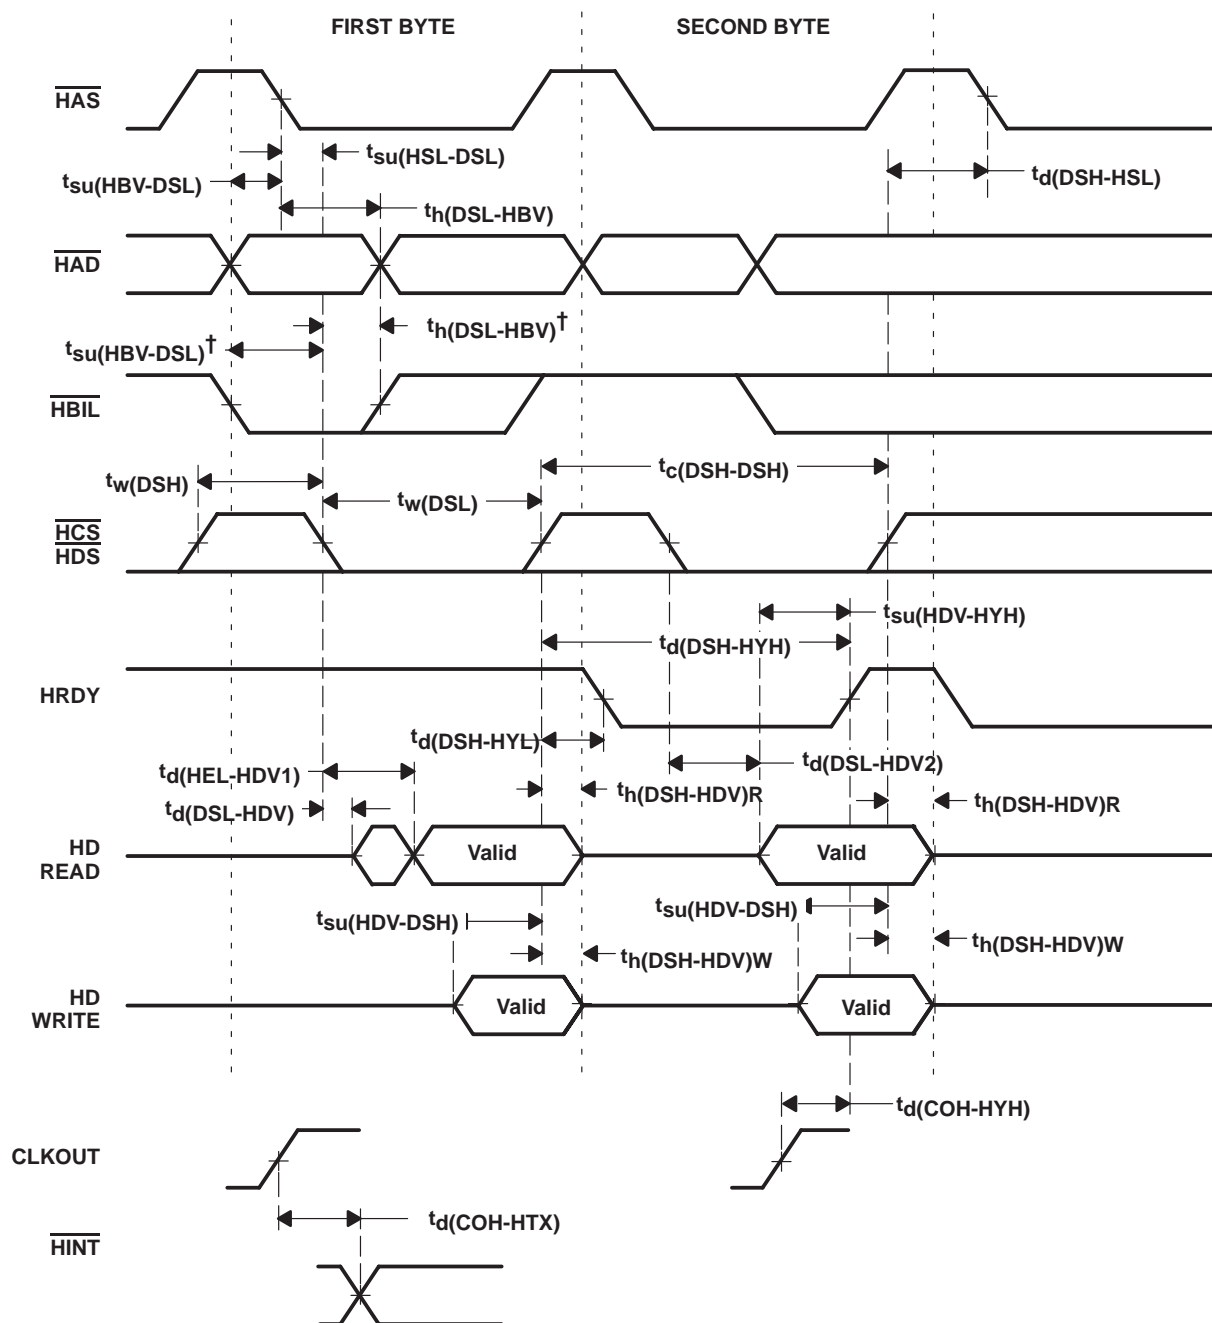 FIRST BYTE
SECOND BYTE
HAS
tsu(HSL-DSL)
tsu(HBV-DSL)
td(DSH-HSL)
th(DSL-HBV)
HAD
th(DSL-HBV)†
tsu(HBV-DSL)†
HBIL
tc(DSH-DSH)
tw(DSH)
tw(DSL)
HCS
HDS
tsu(HDV-HYH)
td(DSH-HYH)
HRDY
td(DSH-HYL)
td(HEL-HDV1)
td(DSL-HDV2)
th(DSH-HDV)R
th(DSH-HDV)R
td(DSL-HDV)
HD
READ
Valid
Valid
tsu(HDV-DSH)
tsu(HDV-DSH)
th(DSH-HDV)W
th(DSH-HDV)W
HD
WRITE
Valid
Valid
td(COH-HYH)
CLKOUT
td(COH-HTX)
HINT